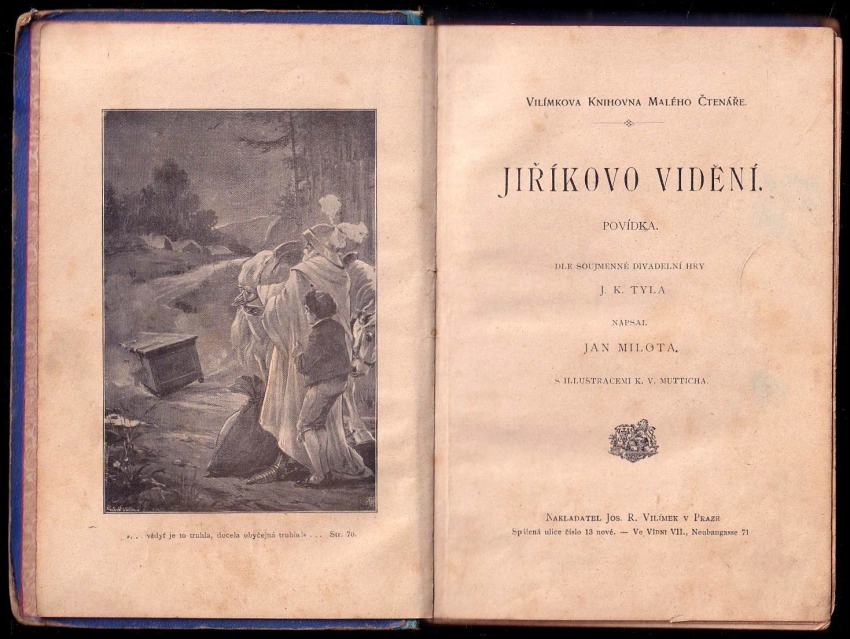 ». . . vědyť je to truhla, docela obyčejná truhla!« . . . Str. 70.
VILÍMKOVA KNIHOVNA MALÉHO ČTENÁŘE.
JIŘÍKOVO VIDĚNÍ.
POVÍDKA.
DLE SOUJMENNÉ DIVADELNÍ HRY
J. K. TYLA
NAPSAL
JAN MILOTA.
S ILLUSTRACEMI K. V. MUTTICHA.
NAKLADATEL JOS. R. VILÍMEK V PRAZE
Spálená ulice číslo 13 nové. — Ve VÍDNI VII., Neubaugasse 71